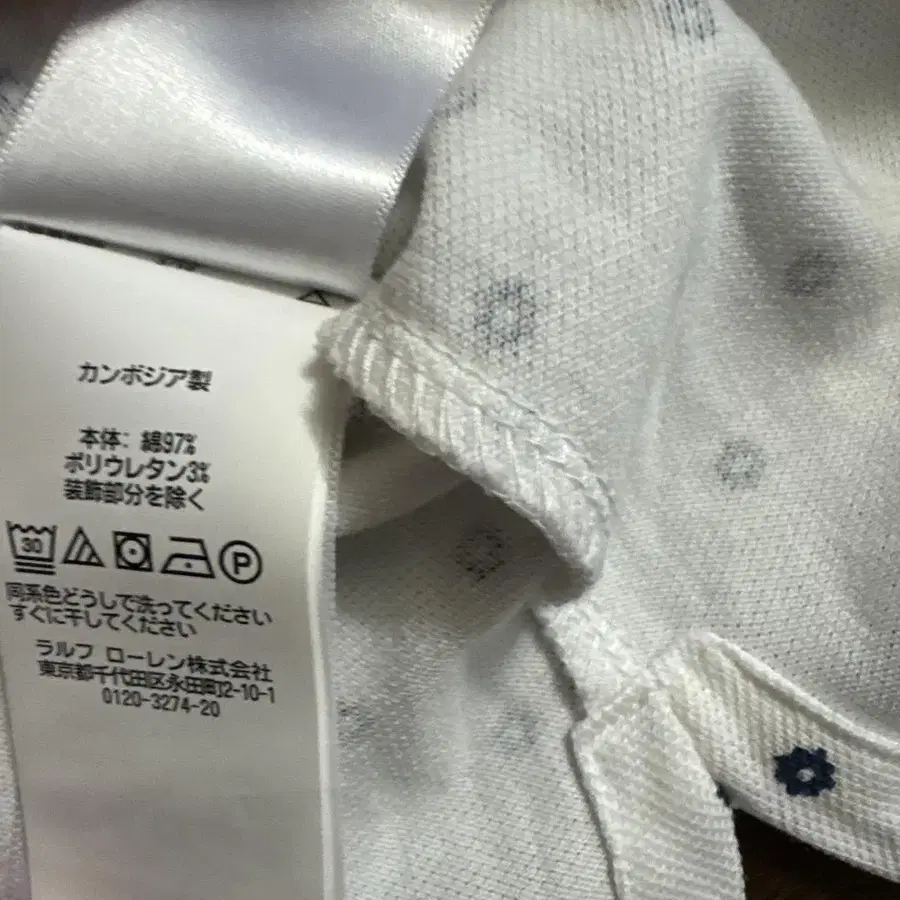 カンボジア製
本体: 綿97%
ポリウレタン3%
装飾部分を除く
30 P
同系色どうしで洗ってください
すぐに干してください
ラルフ ローレン株式会社
東京都千代田区永田町2-10-1
0120-3274-20